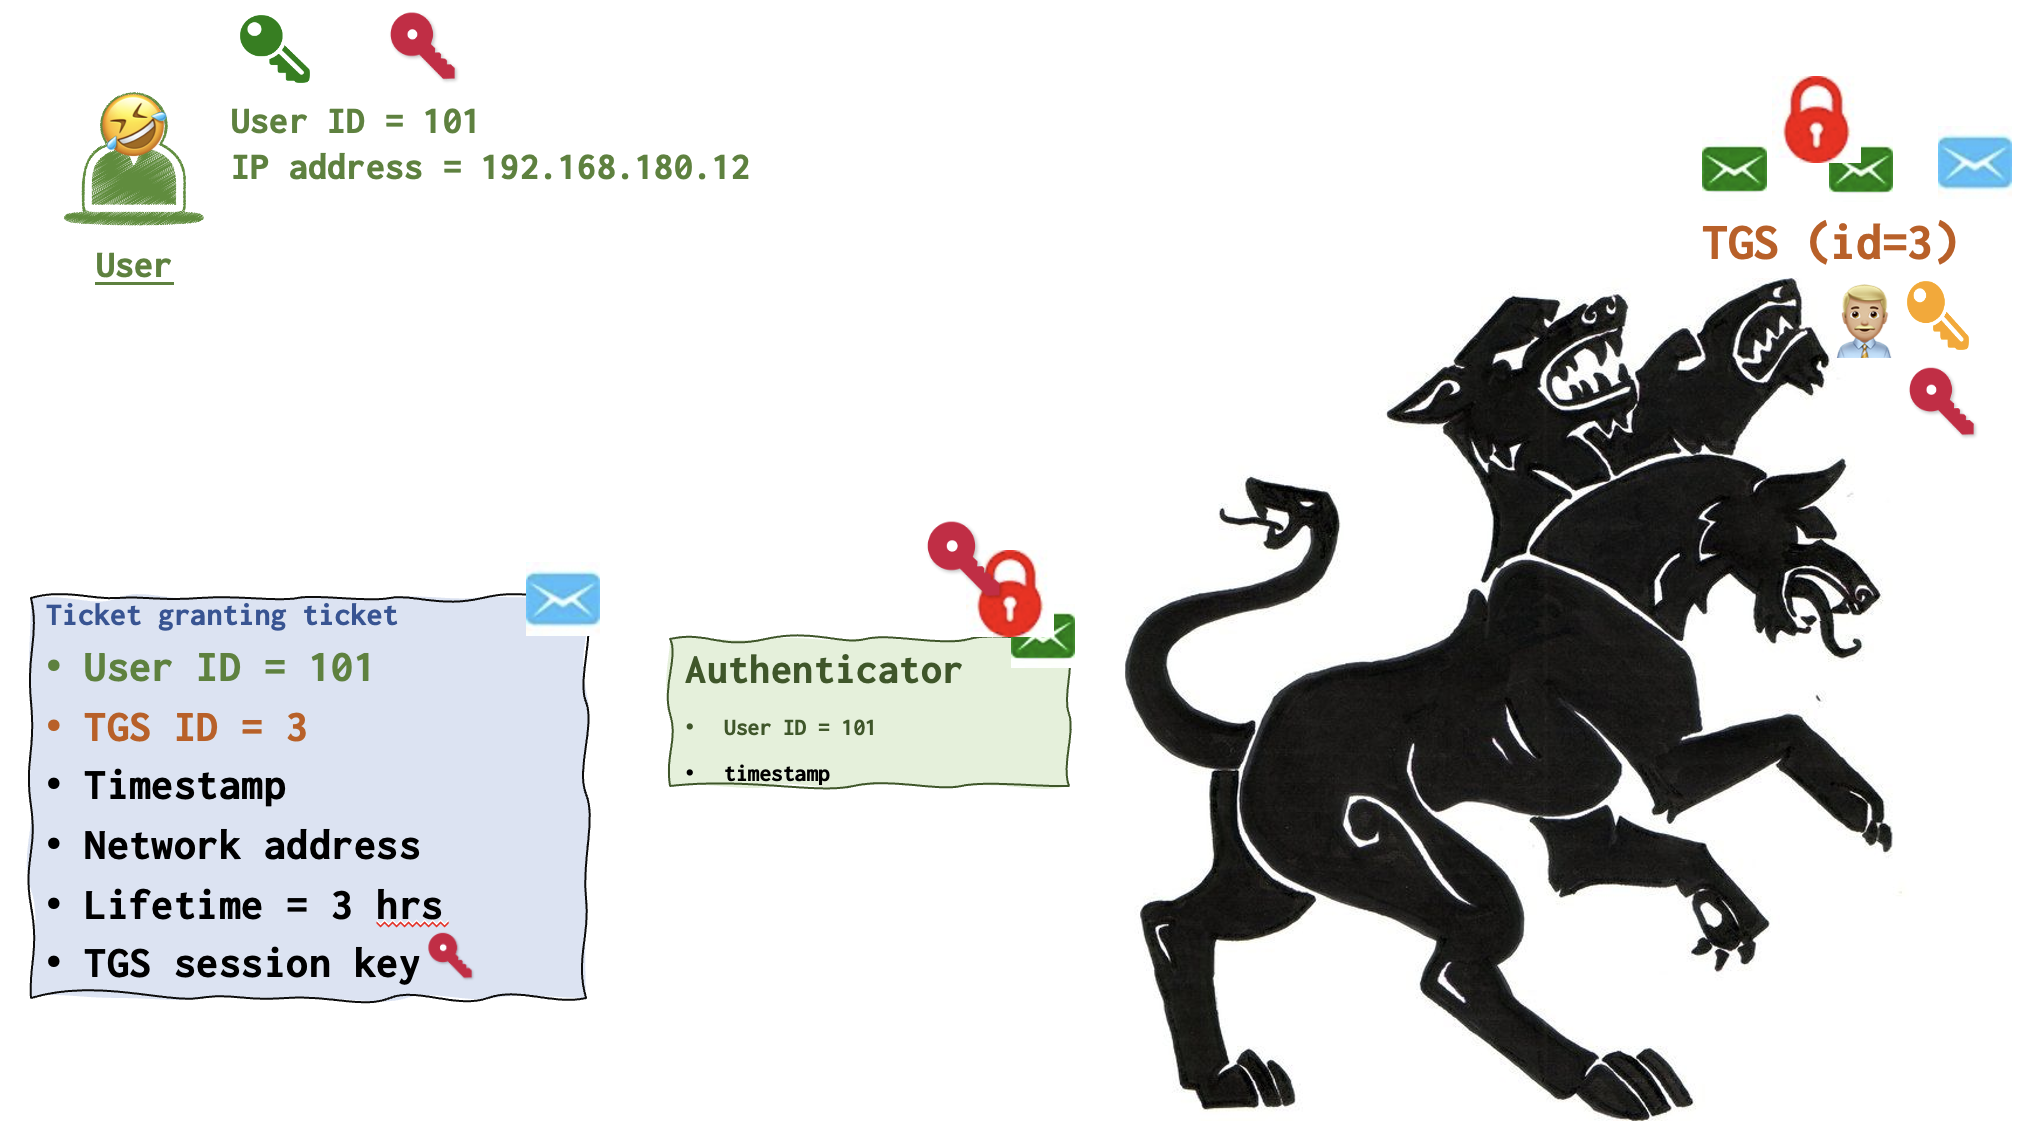 User ID = 101
IP address = 192.168.180.12
User
TGS (id=3)
Ticket granting ticket
• User ID = 101
• TGS ID = 3
• Timestamp
• Network address
• Lifetime = 3 hrs
• TGS session key
Authenticator
• User ID = 101
• timestamp